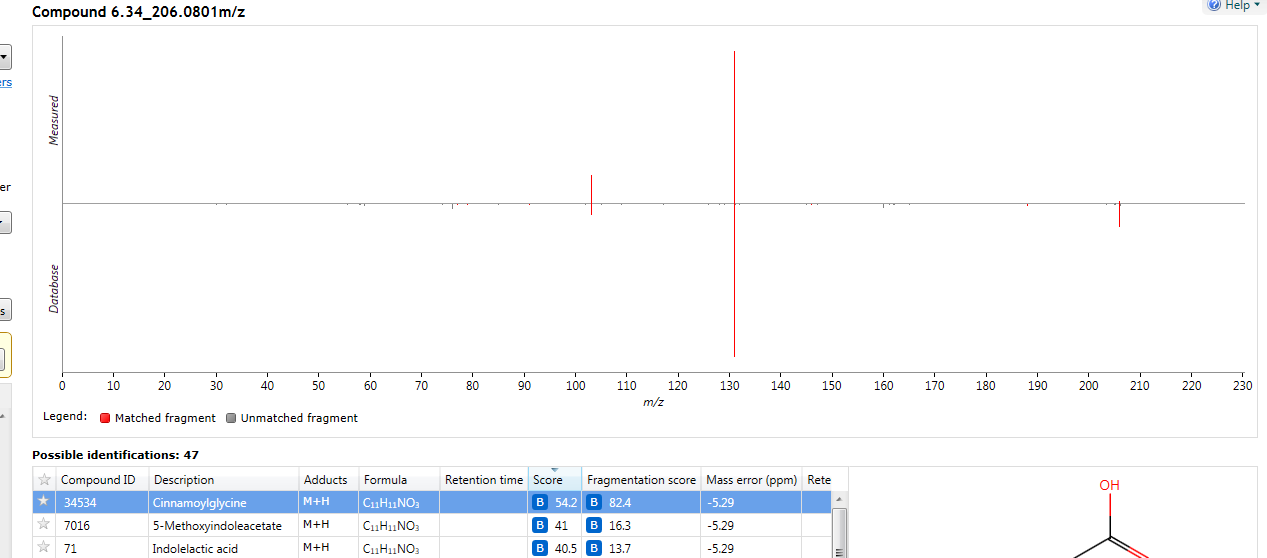 Compound 6.34_206.0801m/z
Help
ers
er
s
Measured
Database
0 10 20 30 40 50 60 70 80 90 100 110 120 130 140 150 160 170 180 190 200 210 220 230
m/z
Legend: Matched fragment Unmatched fragment
Possible identifications: 47
Compound ID Description Adducts Formula Retention time Score Fragmentation score Mass error (ppm) Rete
34534 Cinnamoylglycine M+H C₁₁H₁₁NO₃ B 54.2 B 82.4 -5.29
7016 5-Methoxyindoleacetate M+H C₁₁H₁₁NO₃ B 41 B 16.3 -5.29
71 Indolelactic acid M+H C₁₁H₁₁NO₃ B 40.5 B 13.7 -5.29
OH